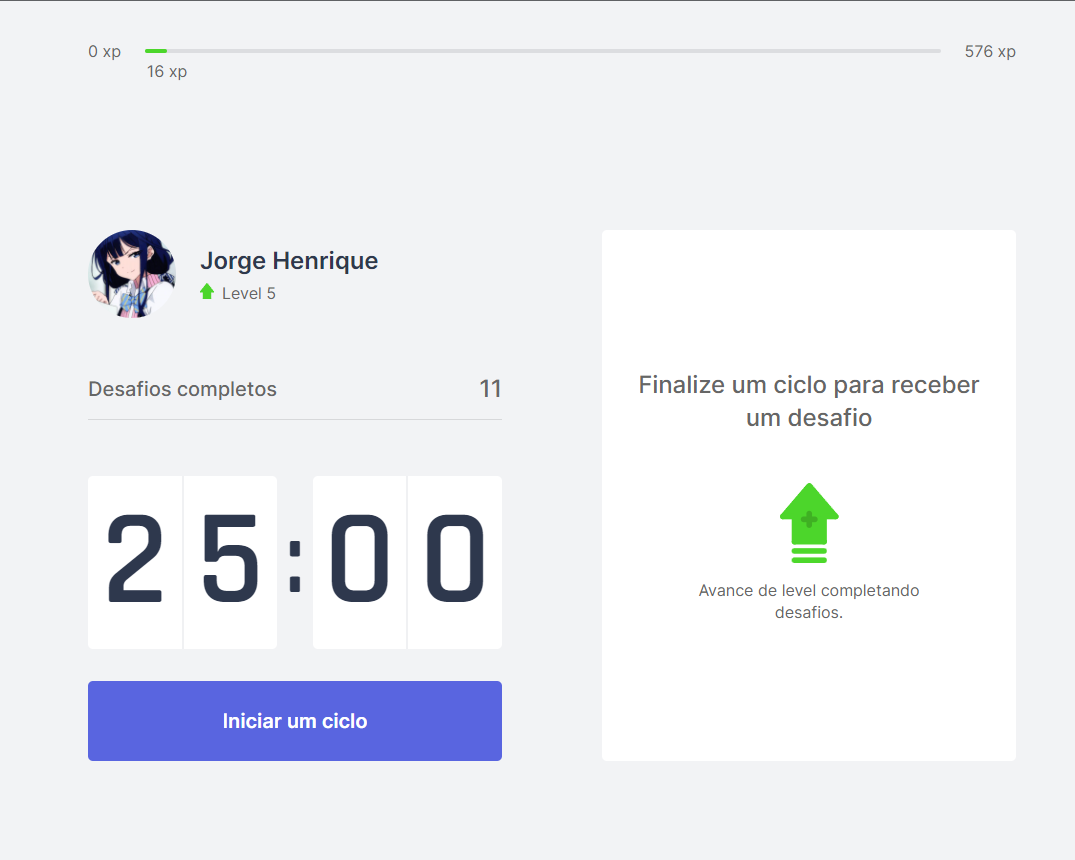 0 xp
576 xp
16 xp
Jorge Henrique
Level 5
Desafios completos
11
25:00
Iniciar um ciclo
Finalize um ciclo para receber
um desafio
Avance de level completando
desafios.